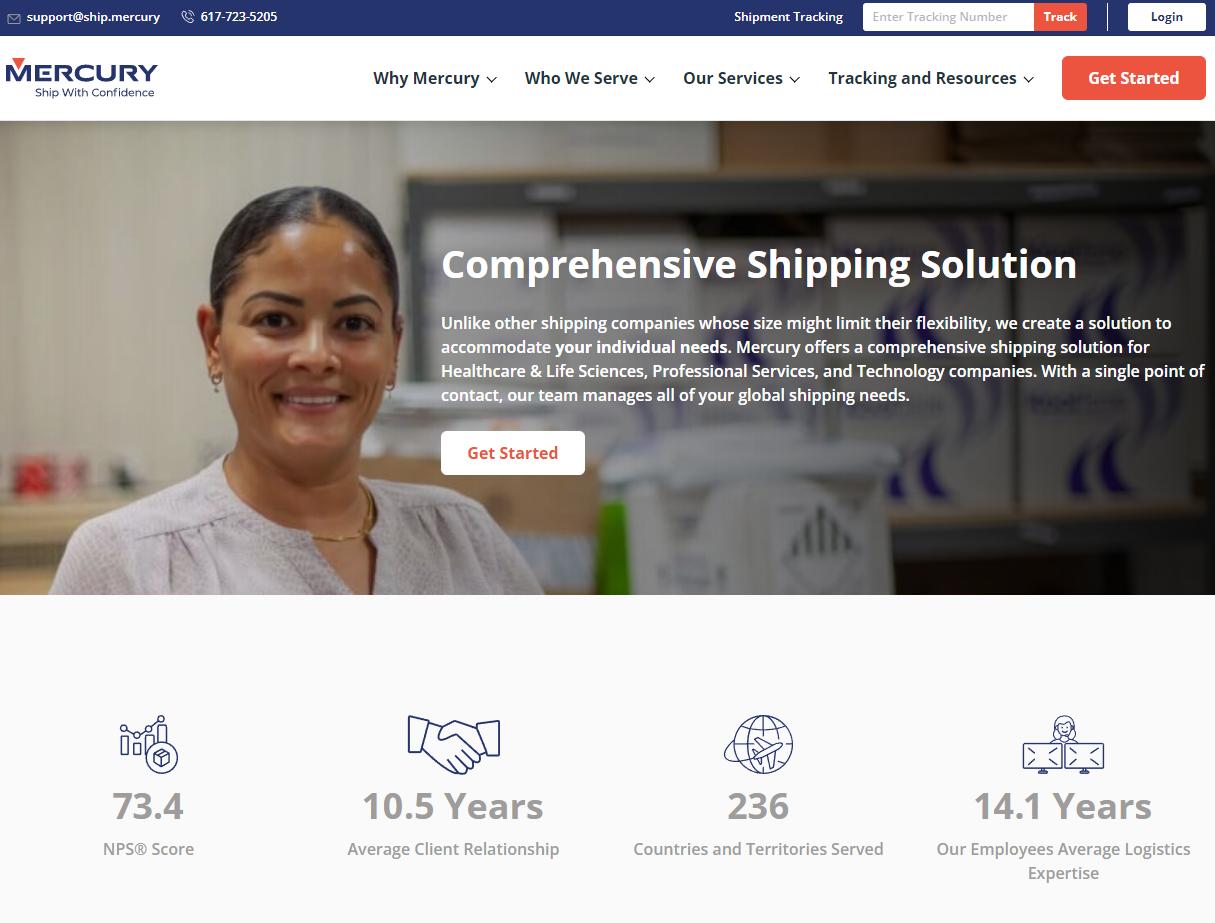 support@ship.mercury
617-723-5205
Shipment Tracking
Enter Tracking Number
Track
Login
MERCURY
Ship With Confidence
Why Mercury
Who We Serve
Our Services
Tracking and Resources
Get Started
Comprehensive Shipping Solution
Unlike other shipping companies whose size might limit their flexibility, we create a solution to
accommodate your individual needs. Mercury offers a comprehensive shipping solution for
Healthcare & Life Sciences, Professional Services, and Technology companies. With a single point of
contact, our team manages all of your global shipping needs.
Get Started
73.4
10.5 Years
236
14.1 Years
NPS® Score
Average Client Relationship
Countries and Territories Served
Our Employees Average Logistics
Expertise